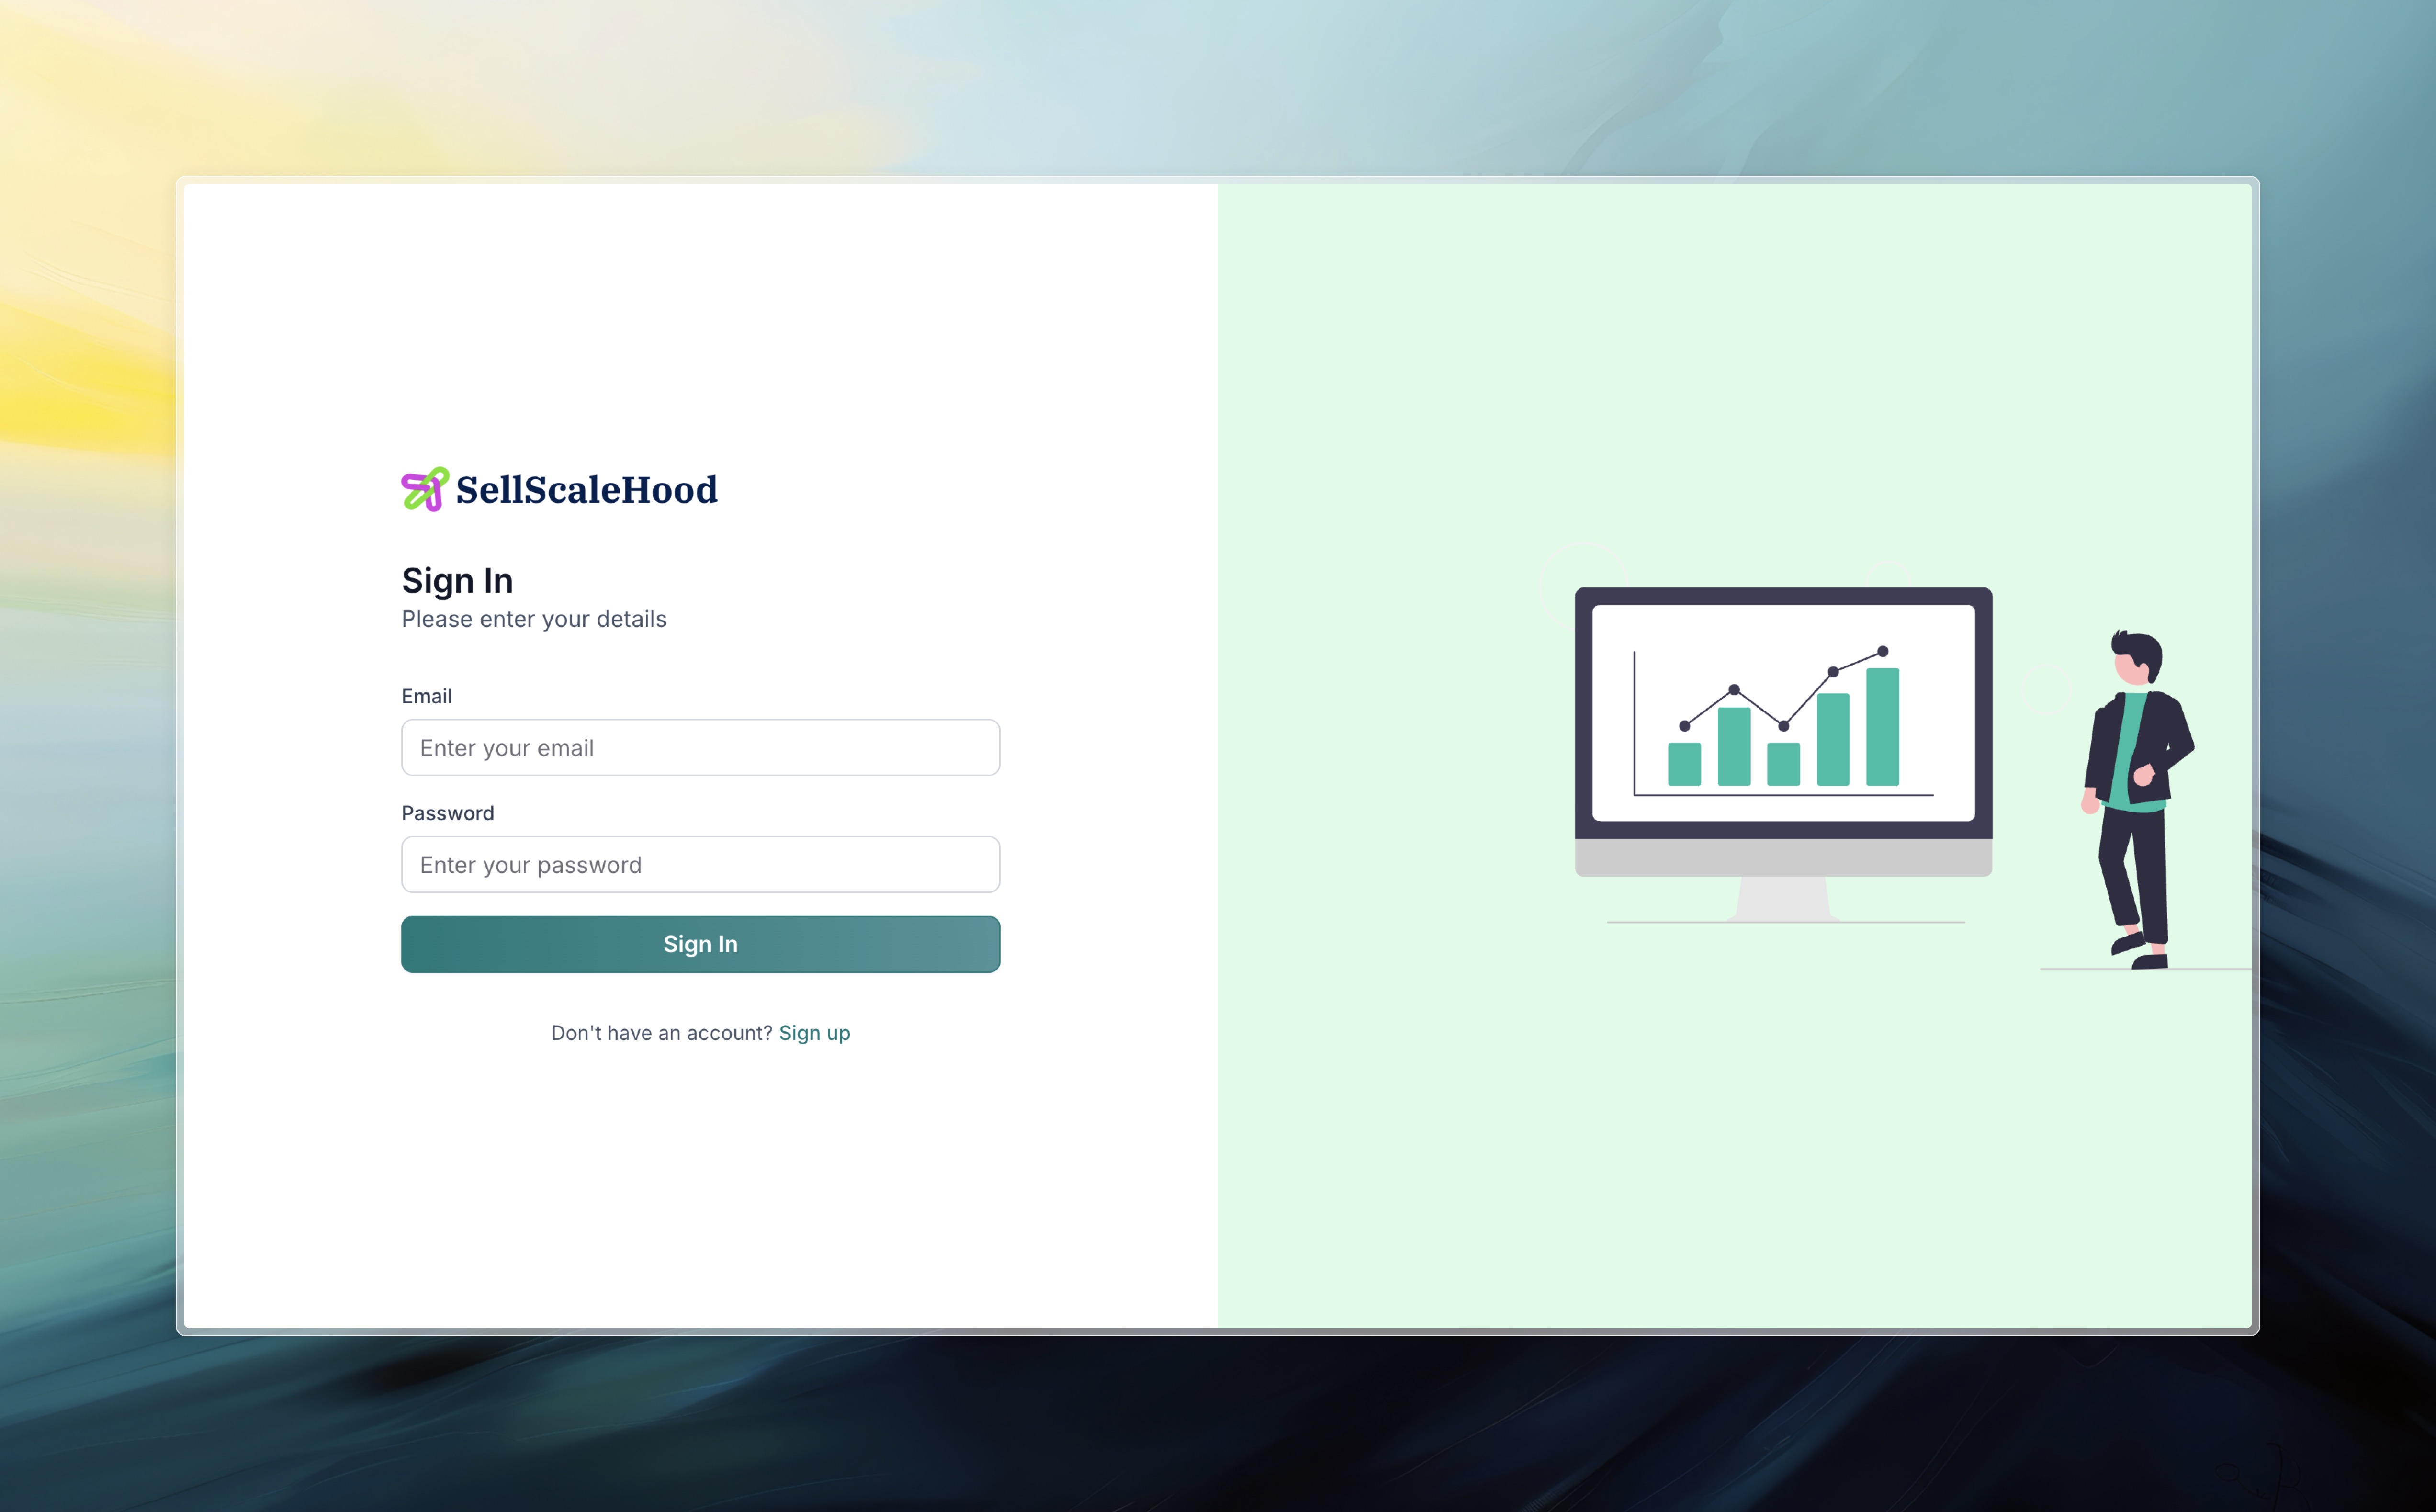 SellScaleHood
Sign In
Please enter your details
Email
Enter your email
Password
Enter your password
Sign In
Don't have an account? Sign up